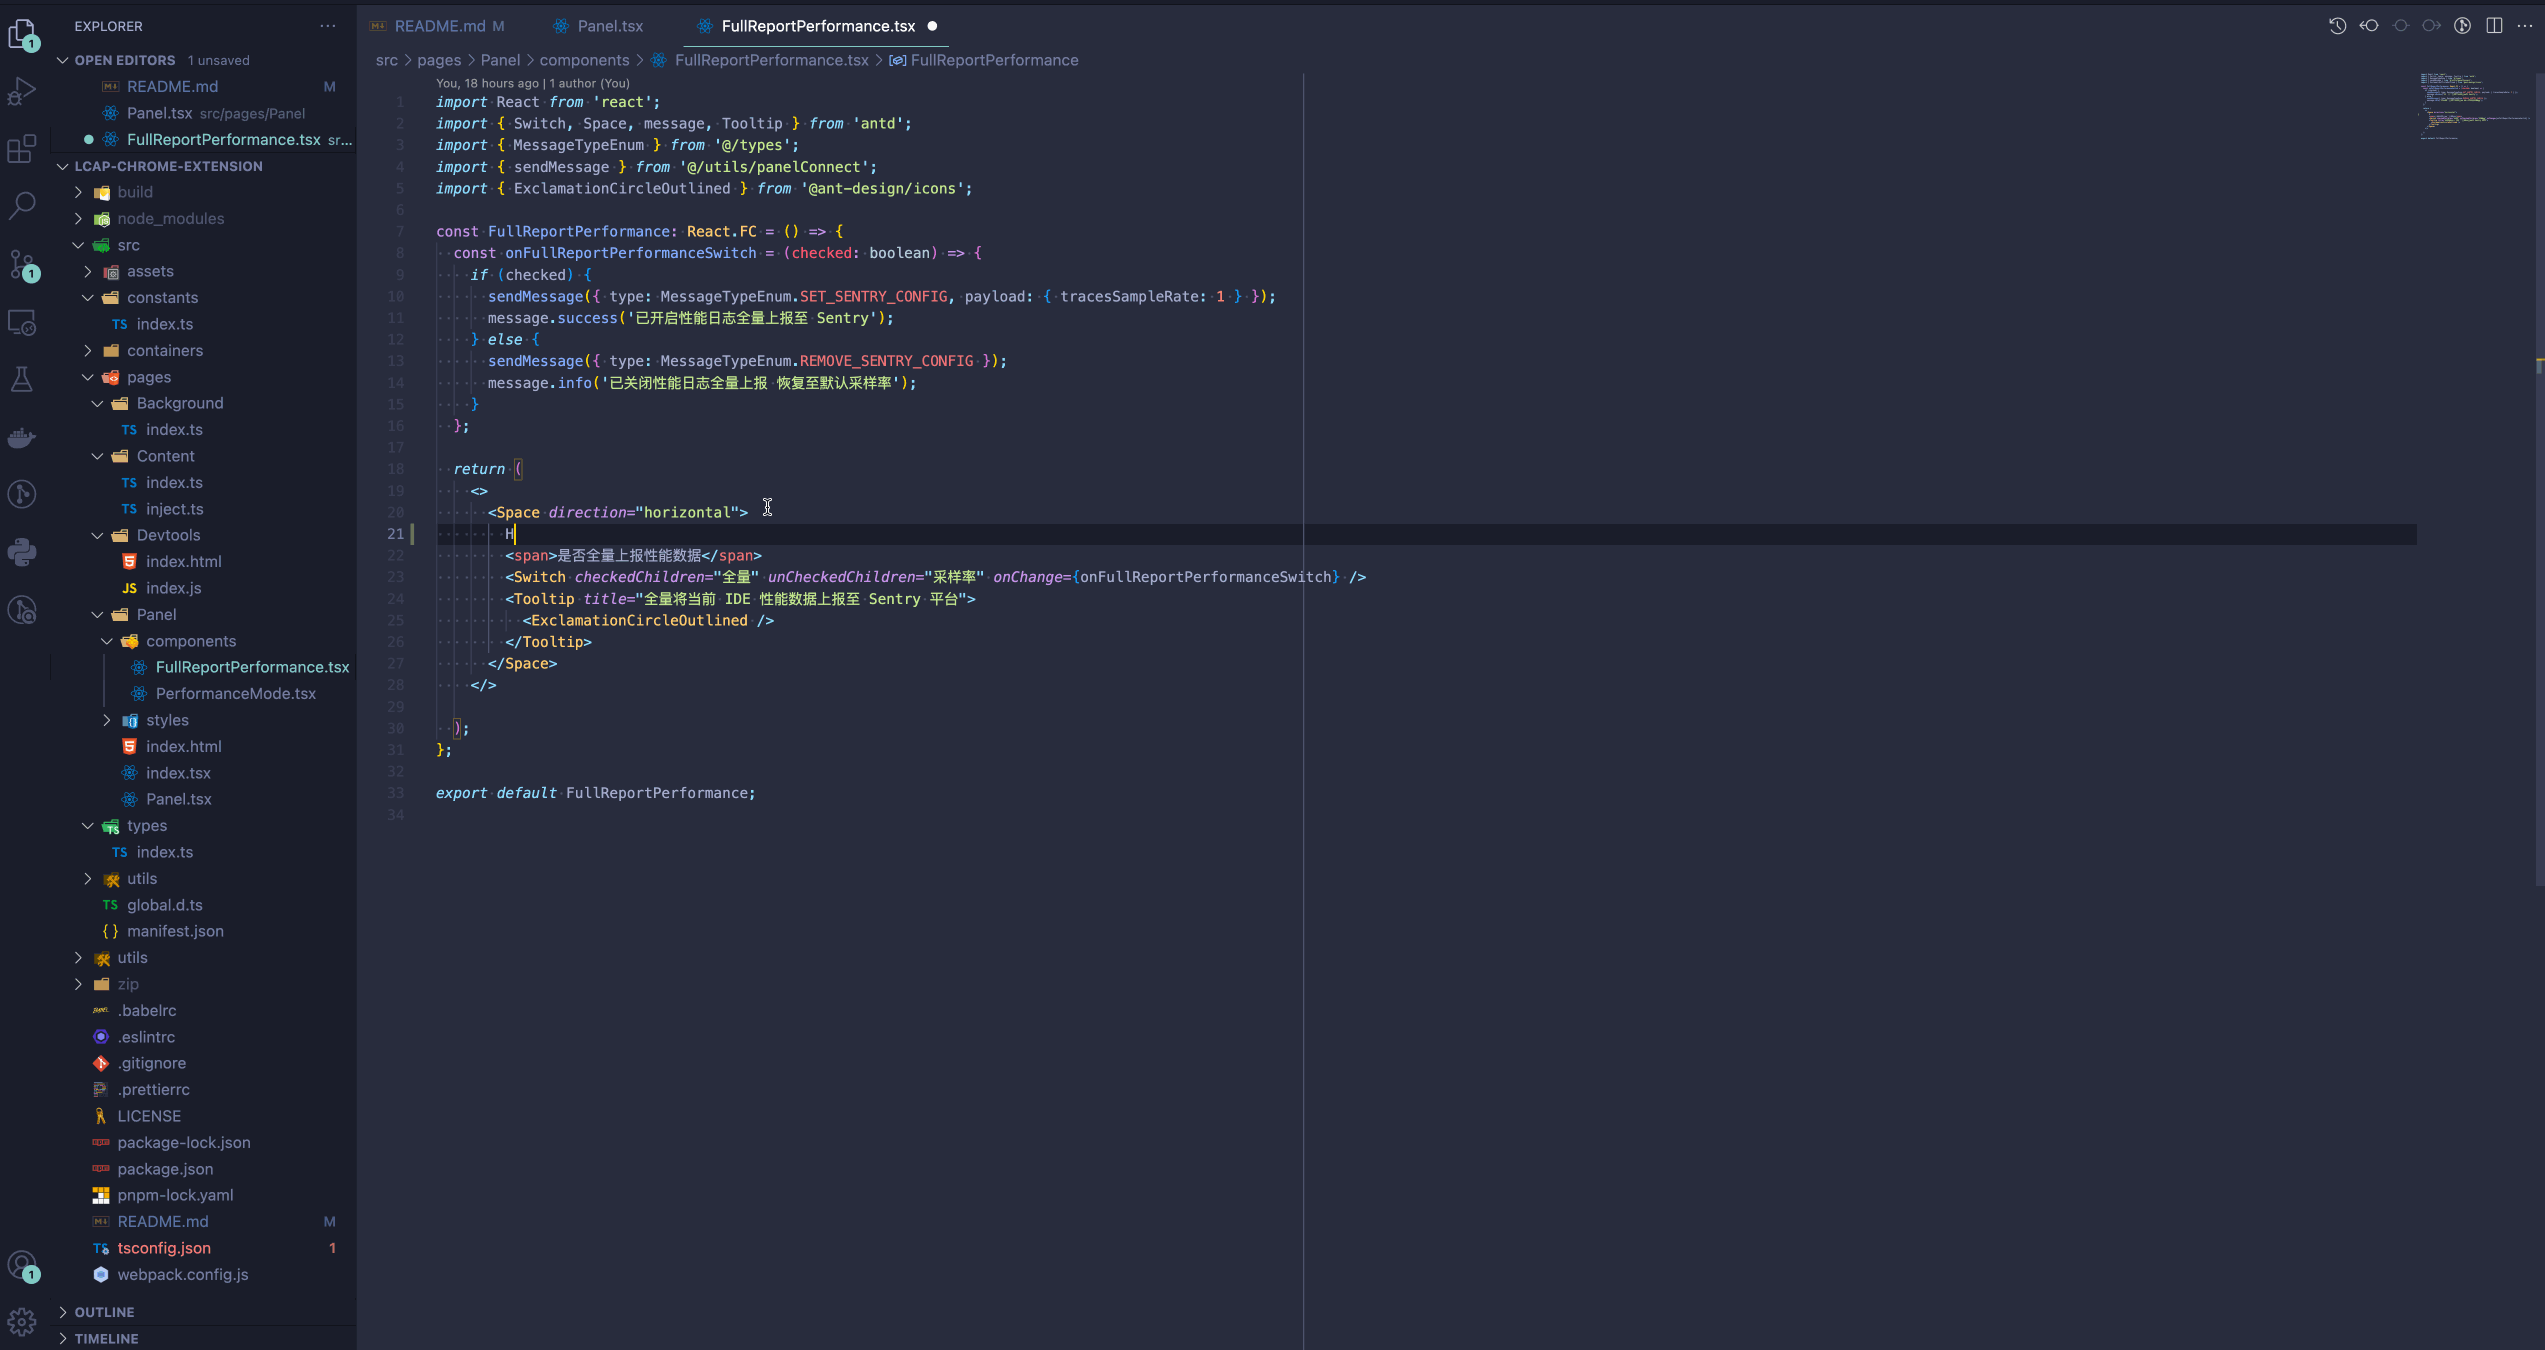 EXPLORER
OPEN EDITORS 1 unsaved
README.md M
Panel.tsx src/pages/Panel
FullReportPerformance.tsx sr...
LCAP-CHROME-EXTENSION
build
node_modules
src
assets
constants
TS index.ts
containers
pages
Background
TS index.ts
Content
TS index.ts
TS inject.ts
Devtools
index.html
JS index.js
Panel
components
FullReportPerformance.tsx
PerformanceMode.tsx
styles
index.html
index.tsx
Panel.tsx
types
TS index.ts
utils
TS global.d.ts
{} manifest.json
utils
zip
.babelrc
.eslintrc
.gitignore
.prettierrc
LICENSE
package-lock.json
package.json
pnpm-lock.yaml
README.md M
tsconfig.json 1
webpack.config.js
OUTLINE
TIMELINE
1
1
1
README.md M Panel.tsx FullReportPerformance.tsx
src > pages > Panel > components > FullReportPerformance.tsx > FullReportPerformance
You, 18 hours ago | 1 author (You)
1 import React from 'react';
2 import { Switch, Space, message, Tooltip } from 'antd';
3 import { MessageTypeEnum } from '@/types';
4 import { sendMessage } from '@/utils/panelConnect';
5 import { ExclamationCircleOutlined } from '@ant-design/icons';
6
7 const FullReportPerformance: React.FC = () => {
8 const onFullReportPerformanceSwitch = (checked: boolean) => {
9 if (checked) {
10 sendMessage({ type: MessageTypeEnum.SET_SENTRY_CONFIG, payload: { tracesSampleRate: 1 } });
11 message.success('已开启性能日志全量上报至 Sentry');
12 } else {
13 sendMessage({ type: MessageTypeEnum.REMOVE_SENTRY_CONFIG });
14 message.info('已关闭性能日志全量上报 恢复至默认采样率');
15 }
16 };
17
18 return (
19 <>
20 <Space direction="horizontal">
21 H
22 <span>是否全量上报性能数据</span>
23 <Switch checkedChildren="全量" unCheckedChildren="采样率" onChange={onFullReportPerformanceSwitch} />
24 <Tooltip title="全量将当前 IDE 性能数据上报至 Sentry 平台">
25 <ExclamationCircleOutlined />
26 </Tooltip>
27 </Space>
28 </>
29
30 );
31 };
32
33 export default FullReportPerformance;
34